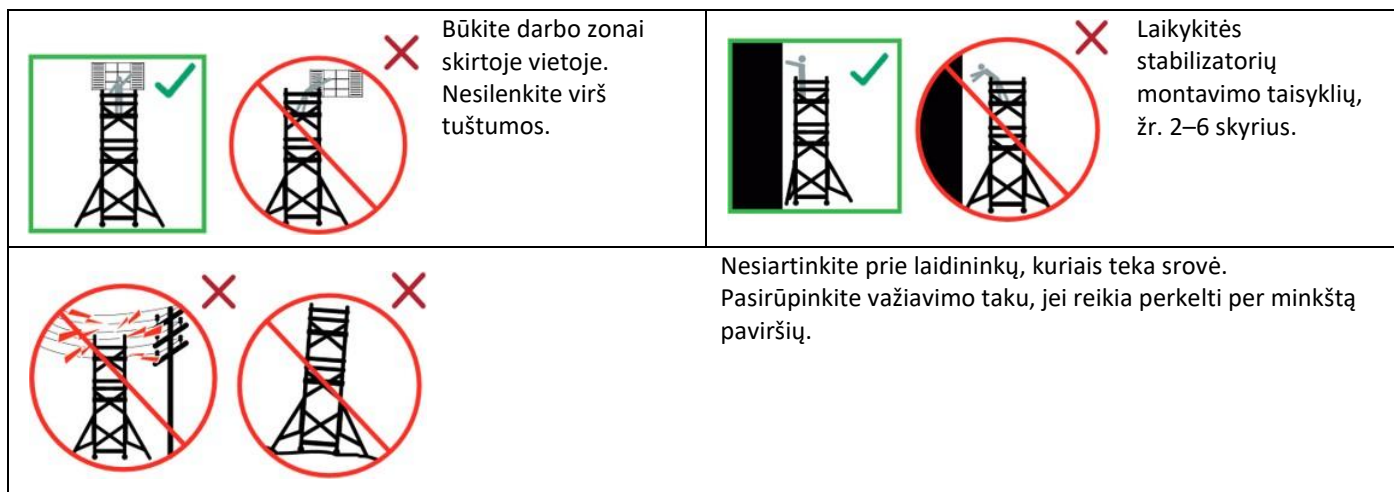 Būkite darbo zonai
skirtoje vietoje.
Nesilenkite virš
tuštumos.
Laikykitės
stabilizatorių
montavimo taisyklių,
žr. 2–6 skyrius.
Nesiartinkite prie laidininkų, kuriais teka srovė.
Pasirūpinkite važiavimo taku, jei reikia perkelti per minkštą
paviršių.